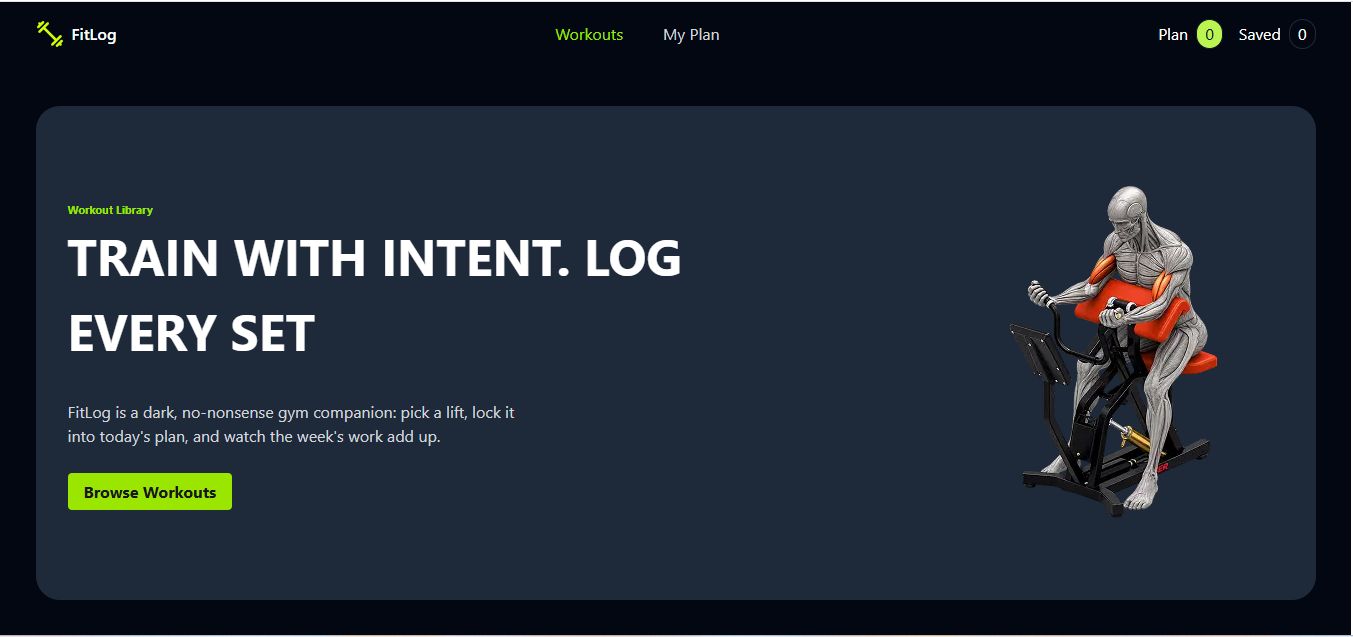 FitLog
Workouts
My Plan
Plan 0
Saved 0
Workout Library
TRAIN WITH INTENT. LOG
EVERY SET
FitLog is a dark, no-nonsense gym companion: pick a lift, lock it
into today's plan, and watch the week's work add up.
Browse Workouts